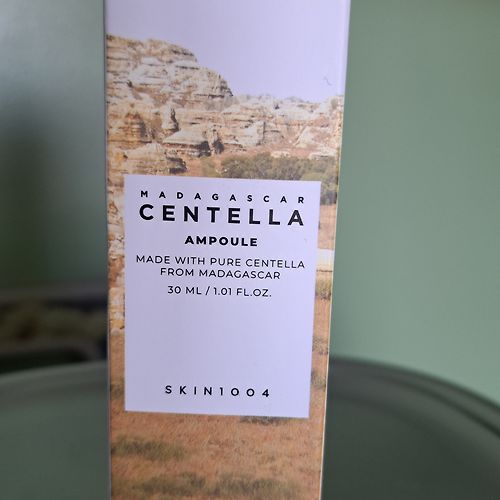 MADAGASCAR
CENTELLA
AMPOULE
MADE WITH PURE CENTELLA
FROM MADAGASCAR
30 ML / 1.01 FL.OZ.
SKIN1004